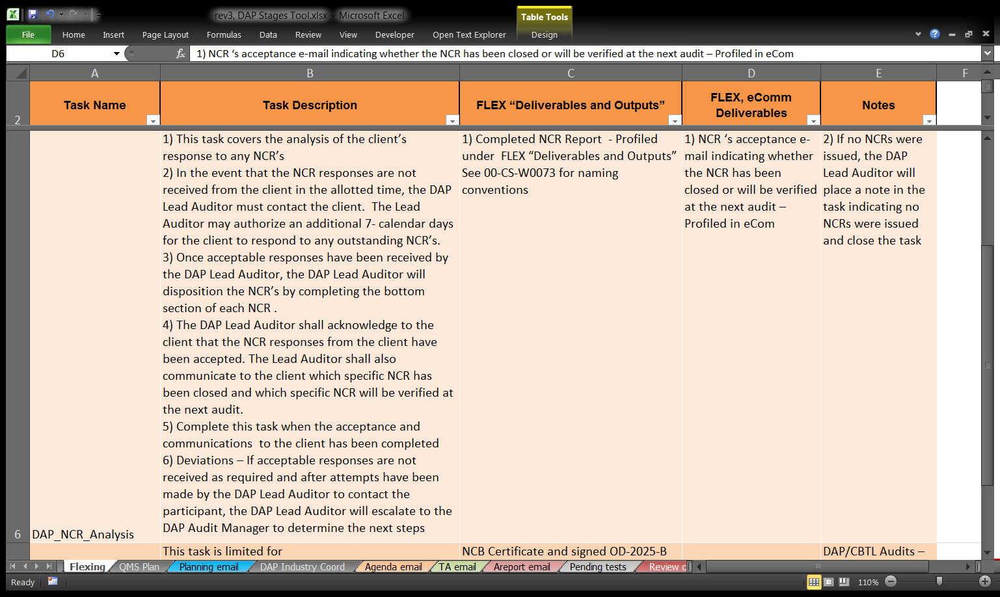 rev3, DAP Stages Tool.xlsx - Microsoft Excel
Table Tools
File Home Insert Page Layout Formulas Data Review View Developer Open Text Explorer Design
D6 fx 1) NCR ‘s acceptance e-mail indicating whether the NCR has been closed or will be verified at the next audit – Profiled in eCom
A B C D E F
2
Task Name
Task Description
FLEX “Deliverables and Outputs”
FLEX, eComm
Deliverables
Notes
6
DAP_NCR_Analysis
1) This task covers the analysis of the client’s
response to any NCR’s
2) In the event that the NCR responses are not
received from the client in the allotted time, the DAP
Lead Auditor must contact the client.  The Lead
Auditor may authorize an additional 7- calendar days
for the client to respond to any outstanding NCR’s.
3) Once acceptable responses have been received by
the DAP Lead Auditor, the DAP Lead Auditor will
disposition the NCR’s by completing the bottom
section of each NCR .
4) The DAP Lead Auditor shall acknowledge to the
client that the NCR responses from the client have
been accepted. The Lead Auditor shall also
communicate to the client which specific NCR has
been closed and which specific NCR will be verified at
the next audit.
5) Complete this task when the acceptance and
communications  to the client has been completed
6) Deviations – If acceptable responses are not
received as required and after attempts have been
made by the DAP Lead Auditor to contact the
participant, the DAP Lead Auditor will escalate to the
DAP Audit Manager to determine the next steps
1) Completed NCR Report  - Profiled
under  FLEX “Deliverables and Outputs”
See 00-CS-W0073 for naming
conventions
1) NCR ‘s acceptance e-
mail indicating whether
the NCR has been
closed or will be verified
at the next audit –
Profiled in eCom
2) If no NCRs were
issued, the DAP
Lead Auditor will
place a note in the
task indicating no
NCRs were issued
and close the task
This task is limited for
NCB Certificate and signed OD-2025-B
DAP/CBTL Audits –
Flexing QMS Plan Planning email DAP Industry Coord Agenda email TA email Areport email Pending tests Review c
Ready 110%